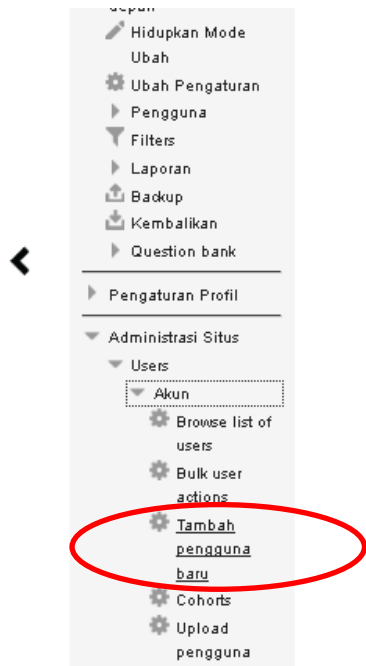 depan
Hidupkan Mode
Ubah
Ubah Pengaturan
Pengguna
Filters
Laporan
Backup
Kembalikan
Question bank
Pengaturan Profil
Administrasi Situs
Users
Akun
Browse list of
users
Bulk user
actions
Tambah
pengguna
baru
Cohorts
Upload
pengguna